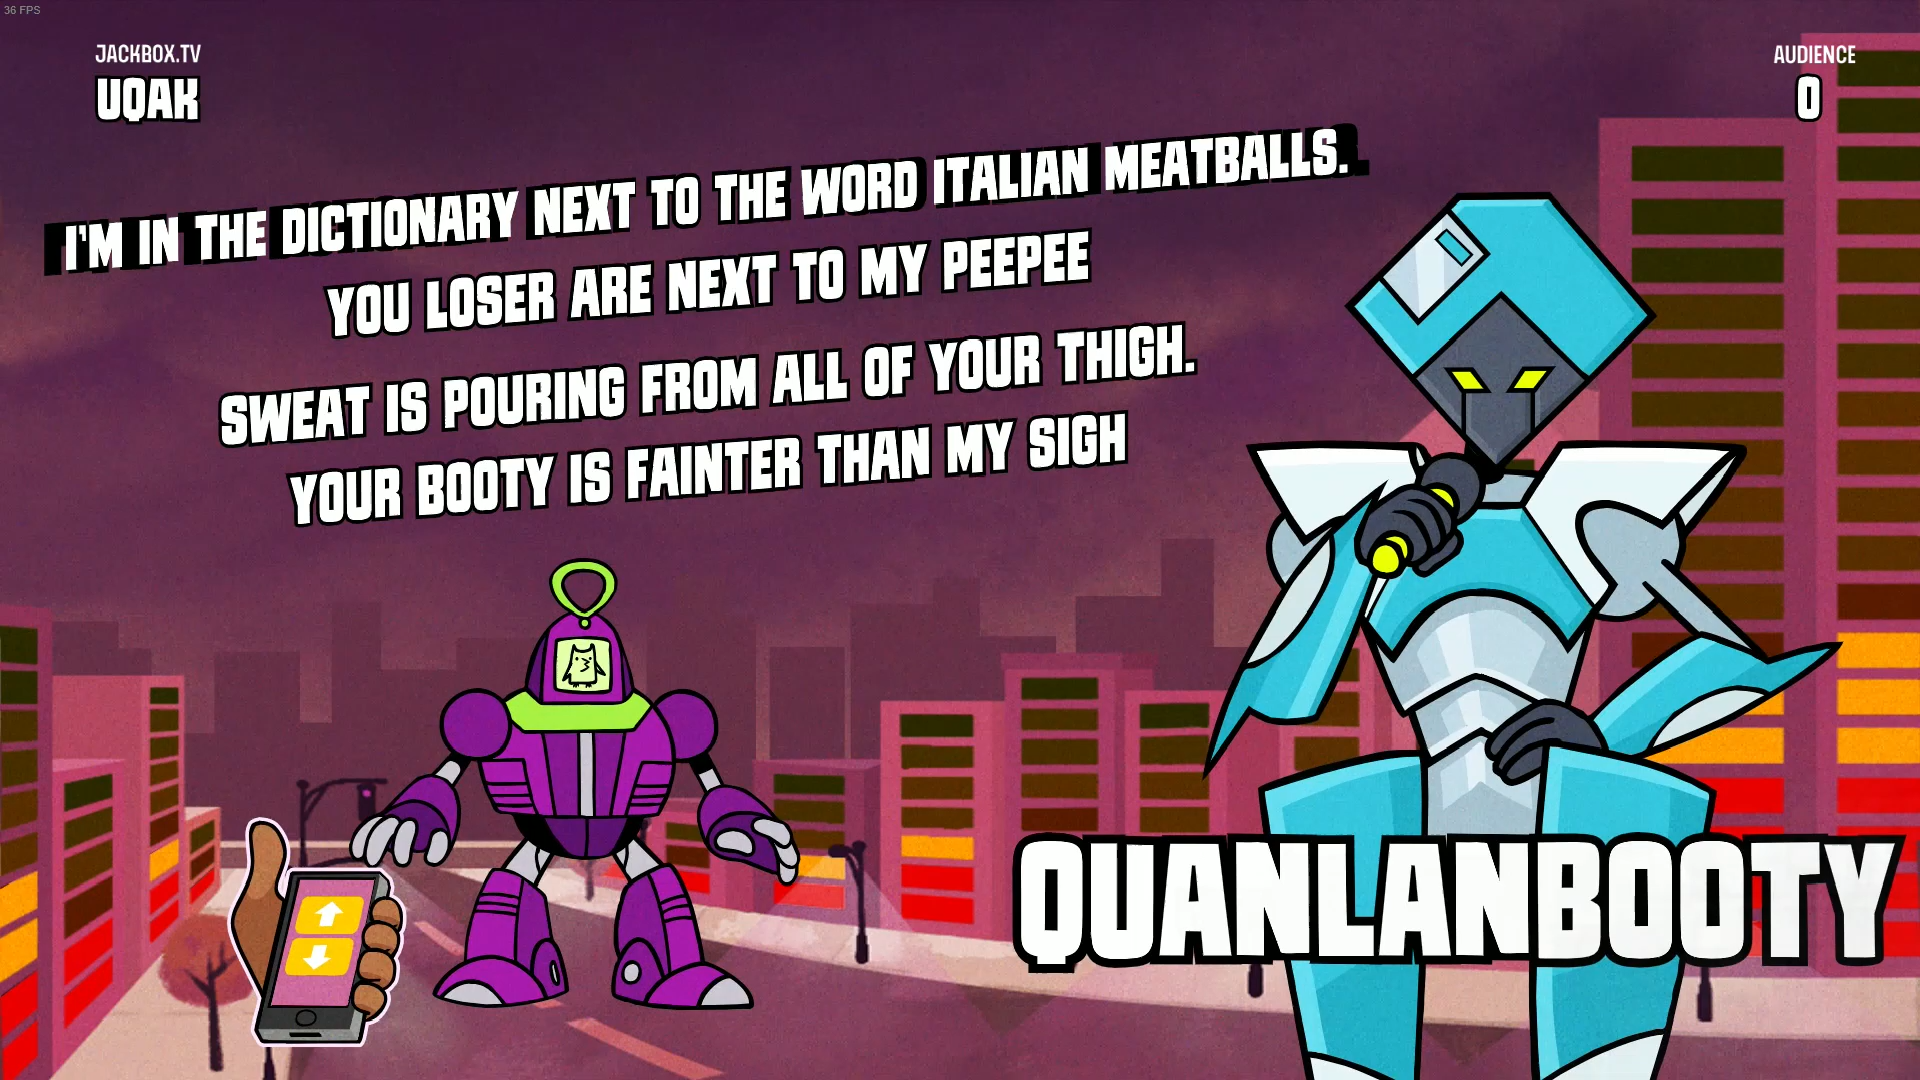 36 FPS
JACKBOX.TV
UQAK
AUDIENCE
0
I'M IN THE DICTIONARY NEXT TO THE WORD ITALIAN MEATBALLS.
YOU LOSER ARE NEXT TO MY PEEPEE
SWEAT IS POURING FROM ALL OF YOUR THIGH.
YOUR BOOTY IS FAINTER THAN MY SIGH
QUANLANBOOTY